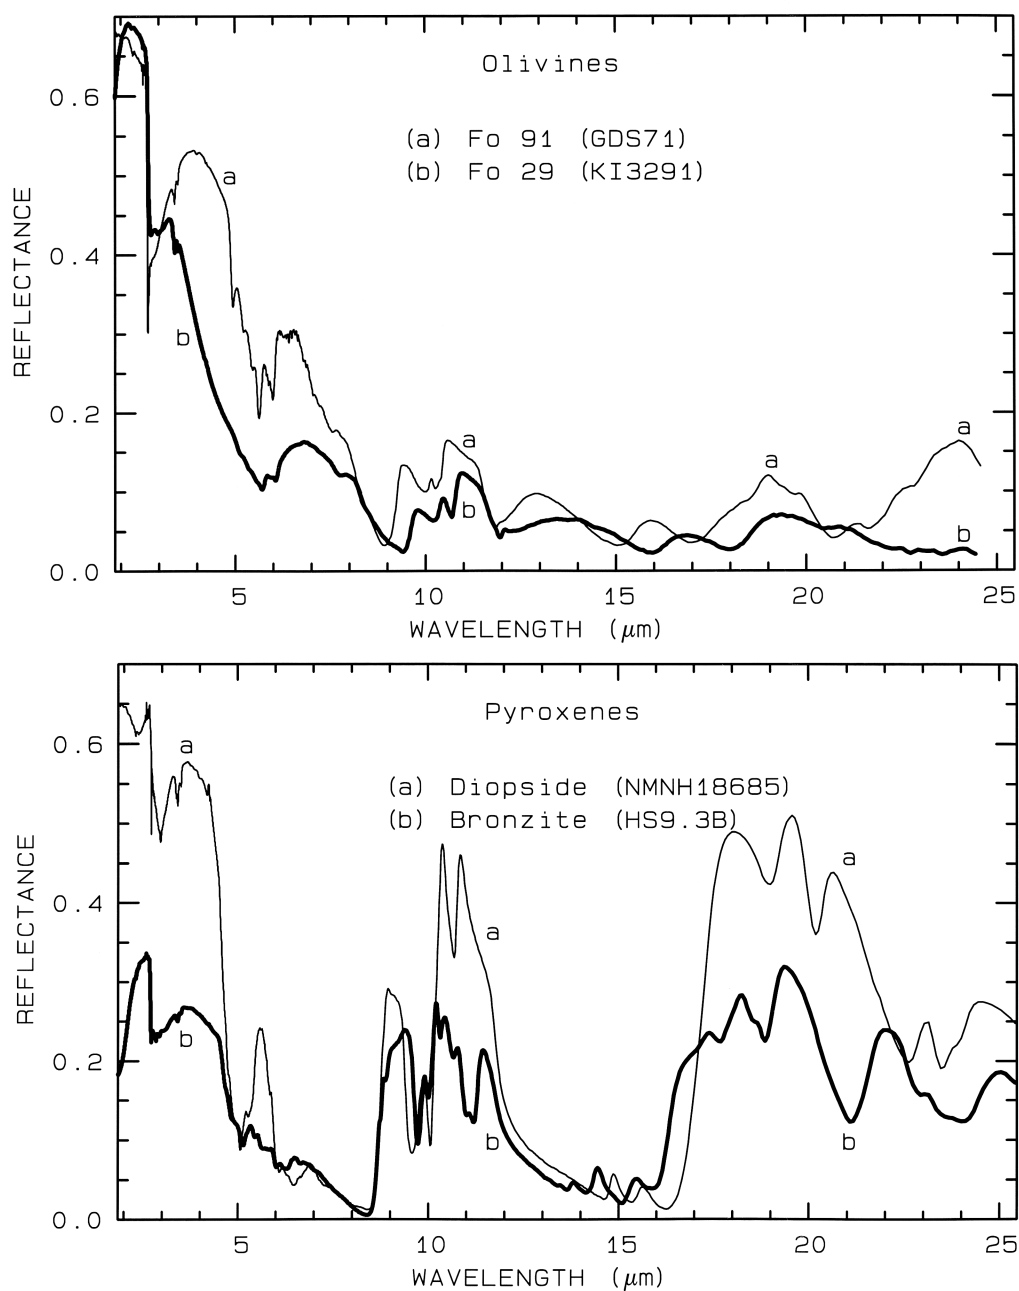 Olivines
(a) Fo 91 (GDS71)
(b) Fo 29 (KI3291)
0.6
0.4
0.2
0.0
REFLECTANCE
a
b
a
b
a
b
5 10 15 20 25
WAVELENGTH (μm)
Pyroxenes
(a) Diopside (NMNH18685)
(b) Bronzite (HS9.3B)
0.6
0.4
0.2
0.0
REFLECTANCE
a
b
a
b
a
b
5 10 15 20 25
WAVELENGTH (μm)